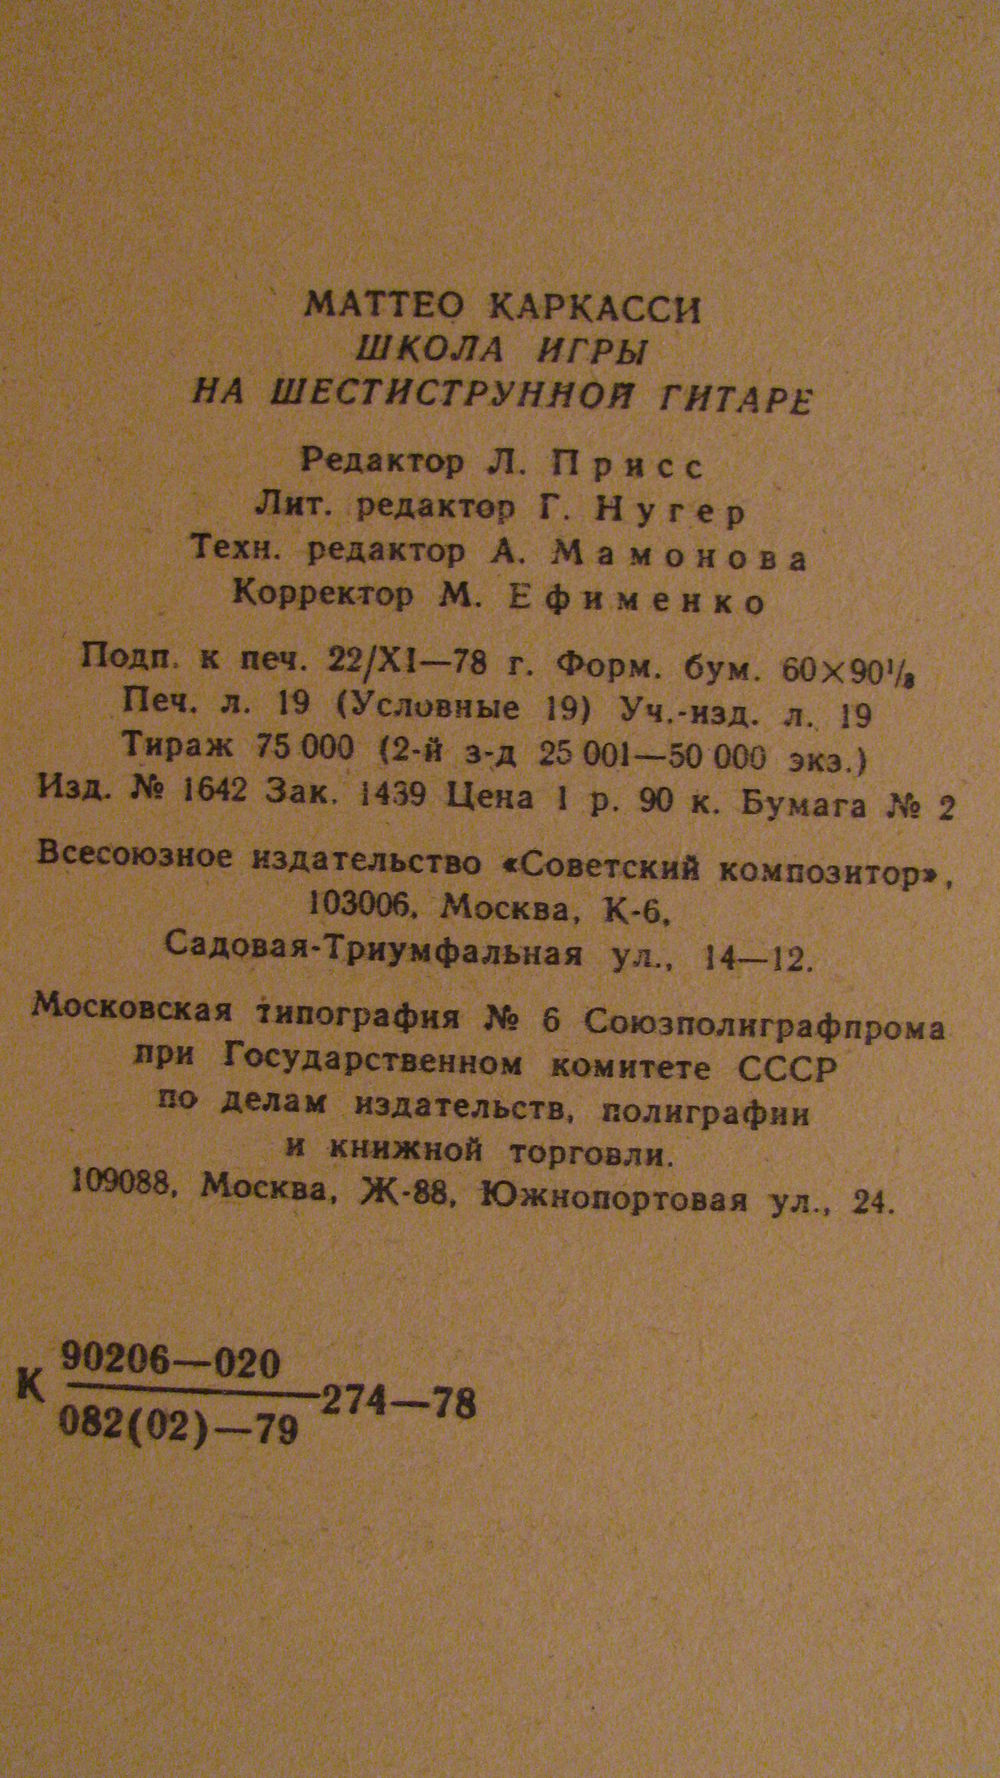 МАТТЕО КАРКАССИ
ШКОЛА ИГРЫ
НА ШЕСТИСТРУННОЙ ГИТАРЕ
Редактор Л. Присс
Лит. редактор Г. Нугер
Техн. редактор А. Мамонова
Корректор М. Ефименко
Подп. к печ. 22/XI—78 г. Форм. бум. 60×90¹/₈
Печ. л. 19 (Условные 19) Уч.-изд. л. 19
Тираж 75 000 (2-й з-д 25 001—50 000 экз.)
Изд. № 1642 Зак. 1439 Цена 1 р. 90 к. Бумага № 2
Всесоюзное издательство «Советский композитор»,
103006, Москва, К-6,
Садовая-Триумфальная ул., 14—12.
Московская типография № 6 Союзполиграфпрома
при Государственном комитете СССР
по делам издательств, полиграфии
и книжной торговли.
109088, Москва, Ж-88, Южнопортовая ул., 24.
90206—020
К 274—78
082(02)—79